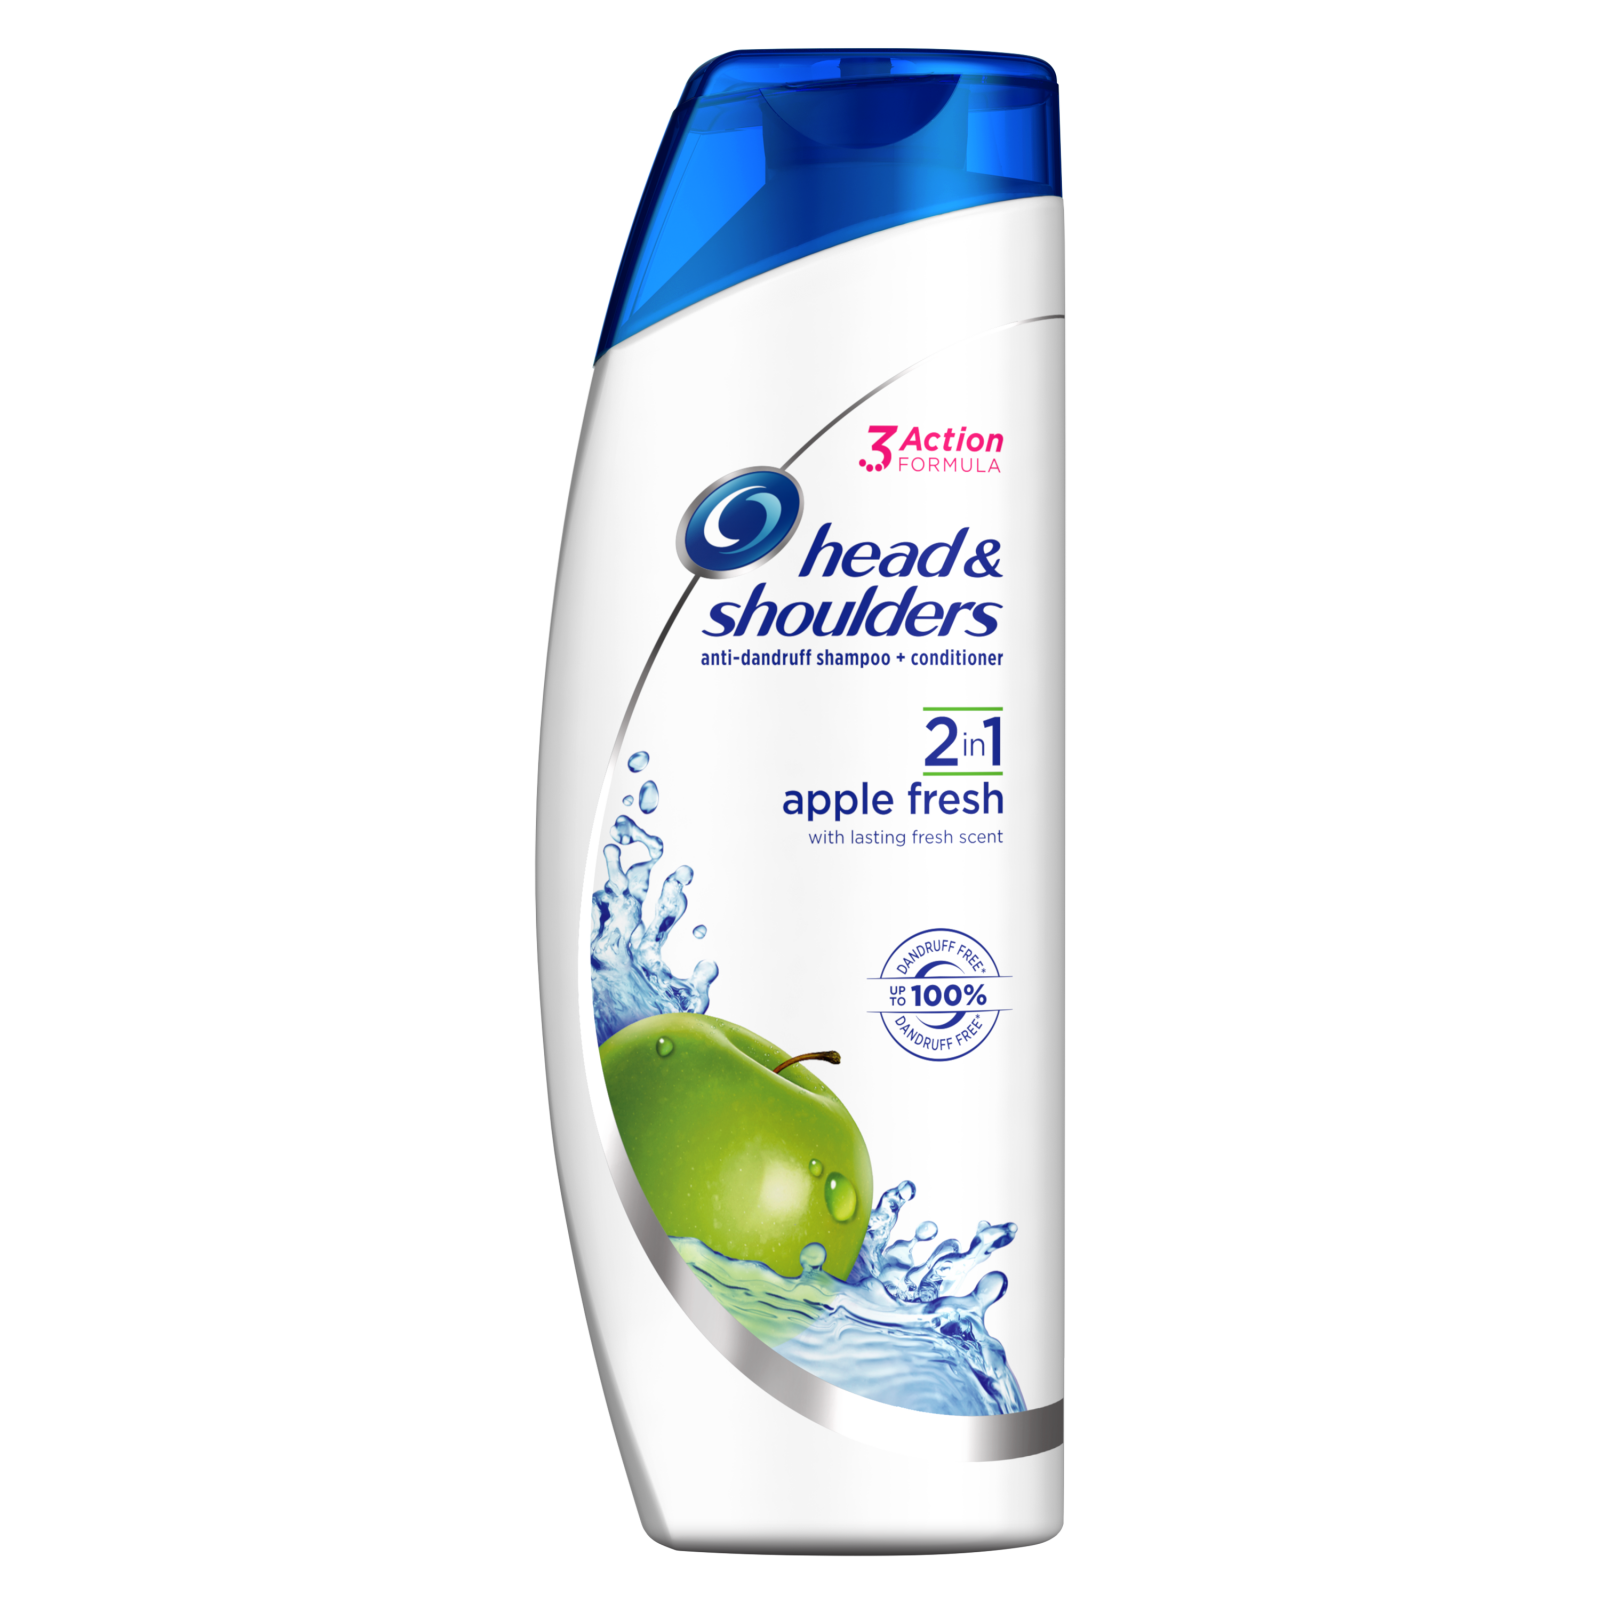 3 Action
FORMULA
head &
shoulders
anti-dandruff shampoo + conditioner
2in1
apple fresh
with lasting fresh scent
DANDRUFF FREE*
UP TO 100%
DANDRUFF FREE*